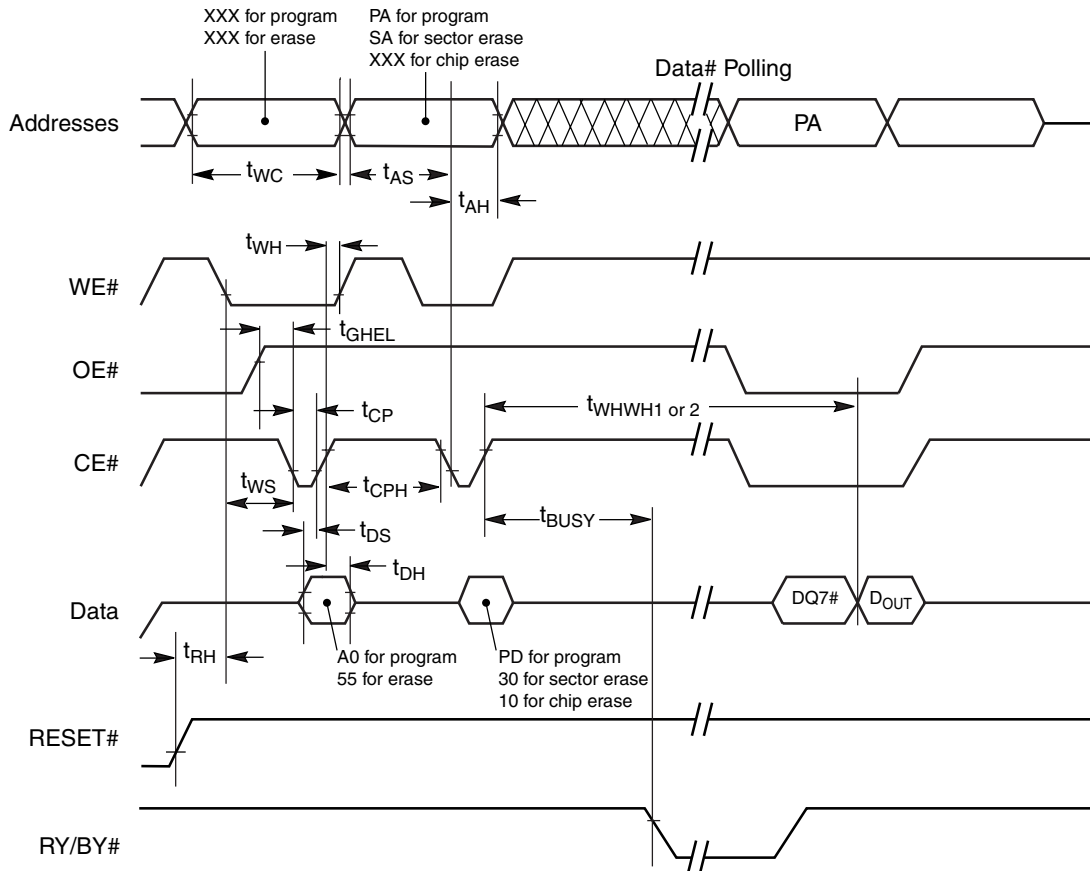 XXX for program
XXX for erase
PA for program
SA for sector erase
XXX for chip erase
Data# Polling
Addresses
PA
tWC
tAS
tAH
tWH
WE#
tGHEL
OE#
tCP
tWHWH1 or 2
CE#
tWS
tCPH
tBUSY
tDS
tDH
Data
DQ7#
DOUT
tRH
A0 for program
55 for erase
PD for program
30 for sector erase
10 for chip erase
RESET#
RY/BY#